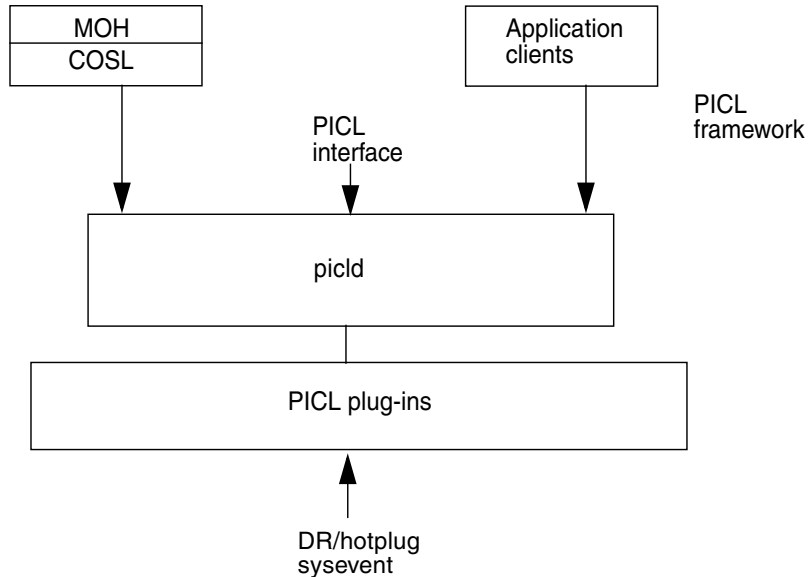 MOH
COSL
Application
clients
PICL
framework
PICL
interface
picld
PICL plug-ins
DR/hotplug
sysevent